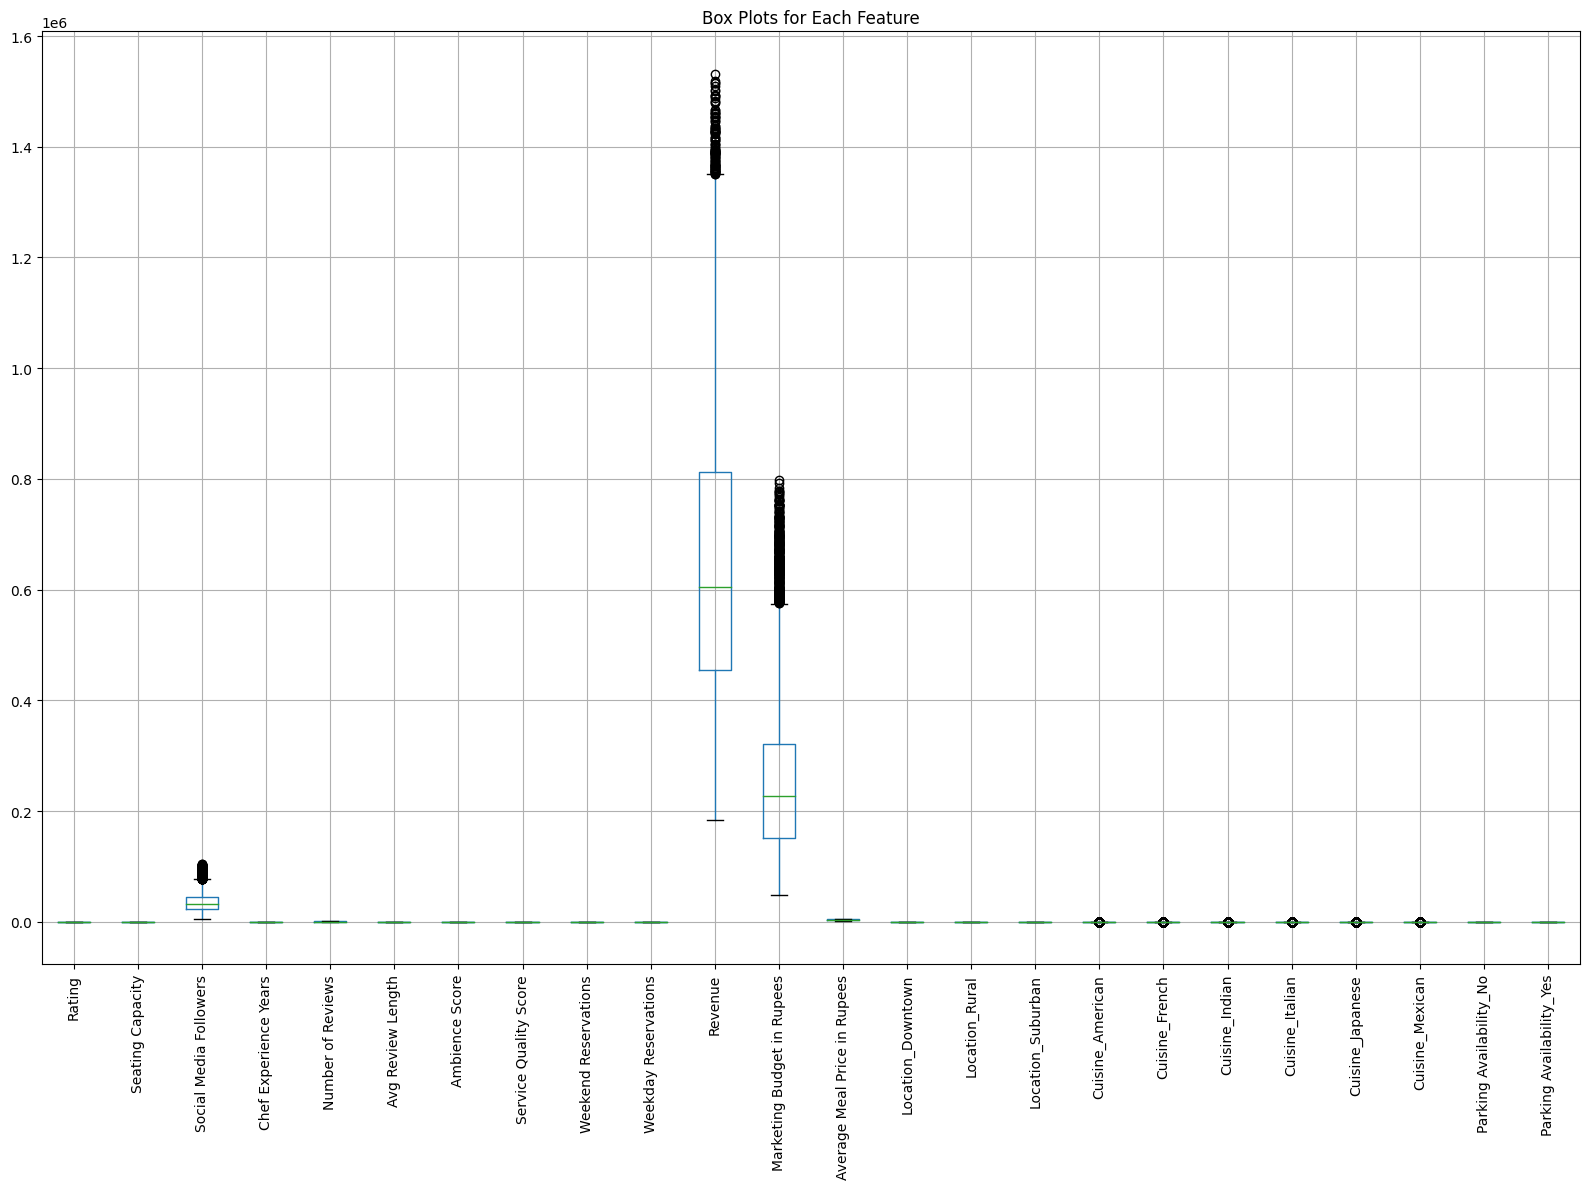 Box Plots for Each Feature
1e6
1.6
1.4
1.2
1.0
0.8
0.6
0.4
0.2
0.0
Rating
Seating Capacity
Social Media Followers
Chef Experience Years
Number of Reviews
Avg Review Length
Ambience Score
Service Quality Score
Weekend Reservations
Weekday Reservations
Revenue
Marketing Budget in Rupees
Average Meal Price in Rupees
Location_Downtown
Location_Rural
Location_Suburban
Cuisine_American
Cuisine_French
Cuisine_Indian
Cuisine_Italian
Cuisine_Japanese
Cuisine_Mexican
Parking Availability_No
Parking Availability_Yes